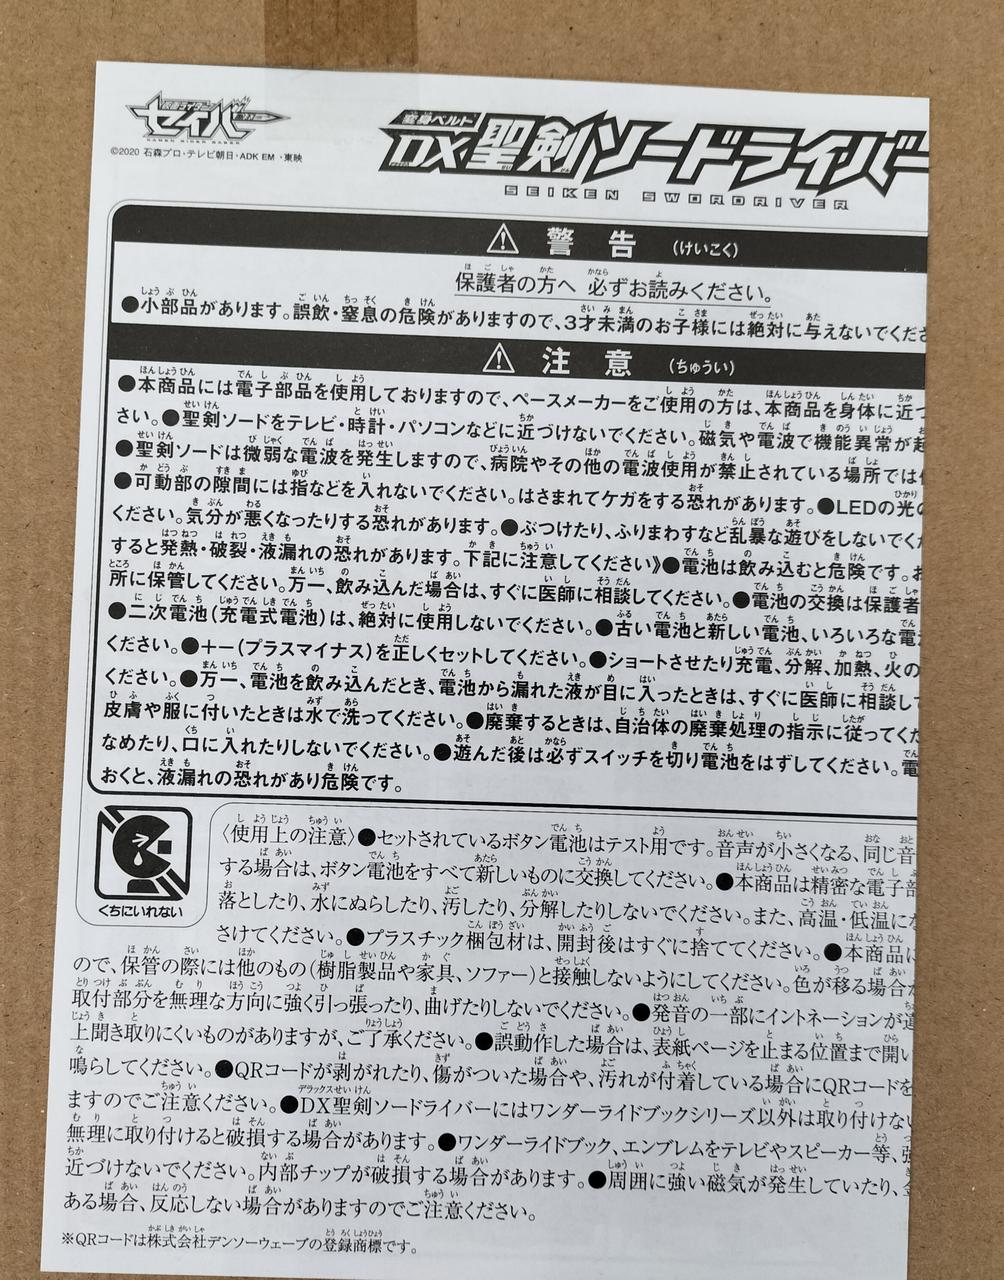 仮面ライダー
セイバー
KAMEN RIDER SABER
©2020 石森プロ・テレビ朝日・ADK EM・東映
変身ベルト
DX聖剣ソードライバー
SEIKEN SWORDRIVER
警告 (けいこく)
保護者の方へ 必ずお読みください。
●小部品があります。誤飲・窒息の危険がありますので、3才未満のお子様には絶対に与えないでくださ
注意 (ちゅうい)
●本商品には電子部品を使用しておりますので、ペースメーカーをご使用の方は、本商品を身体に近づ
さい。●聖剣ソードをテレビ・時計・パソコンなどに近づけないでください。磁気や電波で機能異常が起
●聖剣ソードは微弱な電波を発生しますので、病院やその他の電波使用が禁止されている場所では使
●可動部の隙間には指などを入れないでください。はさまれてケガをする恐れがあります。●LEDの光の
ください。気分が悪くなったりする恐れがあります。●ぶつけたり、ふりまわすなど乱暴な遊びをしないでくだ
すると発熱・破裂・液漏れの恐れがあります。下記に注意してください》●電池は飲み込むと危険です。お
所に保管してください。万一、飲み込んだ場合は、すぐに医師に相談してください。●電池の交換は保護者
●二次電池(充電式電池)は、絶対に使用しないでください。●古い電池と新しい電池、いろいろな電
ください。●+−(プラスマイナス)を正しくセットしてください。●ショートさせたり充電、分解、加熱、火の
ください。●万一、電池を飲み込んだとき、電池から漏れた液が目に入ったときは、すぐに医師に相談して
皮膚や服に付いたときは水で洗ってください。●廃棄するときは、自治体の廃棄処理の指示に従ってくだ
なめたり、口に入れたりしないでください。●遊んだ後は必ずスイッチを切り電池をはずしてください。電
おくと、液漏れの恐れがあり危険です。
くちにいれない
〈使用上の注意〉●セットされているボタン電池はテスト用です。音声が小さくなる、同じ音
する場合は、ボタン電池をすべて新しいものに交換してください。●本商品は精密な電子部
落としたり、水にぬらしたり、汚したり、分解したりしないでください。また、高温・低温にな
さけてください。●プラスチック梱包材は、開封後はすぐに捨ててください。●本商品に
ので、保管の際には他のもの(樹脂製品や家具、ソファー)と接触しないようにしてください。色が移る場合が
取付部分を無理な方向に強く引っ張ったり、曲げたりしないでください。●発音の一部にイントネーションが違
上聞き取りにくいものがありますが、ご了承ください。●誤動作した場合は、表紙ページを止まる位置まで開い
鳴らしてください。●QRコードが剥がれたり、傷がついた場合や、汚れが付着している場合にQRコードを
ますのでご注意ください。●DX聖剣ソードライバーにはワンダーライドブックシリーズ以外は取り付けない
無理に取り付けると破損する場合があります。●ワンダーライドブック、エンブレムをテレビやスピーカー等、強
近づけないでください。内部チップが破損する場合があります。●周囲に強い磁気が発生していたり、金
ある場合、反応しない場合がありますのでご注意ください。
※QRコードは株式会社デンソーウェーブの登録商標です。